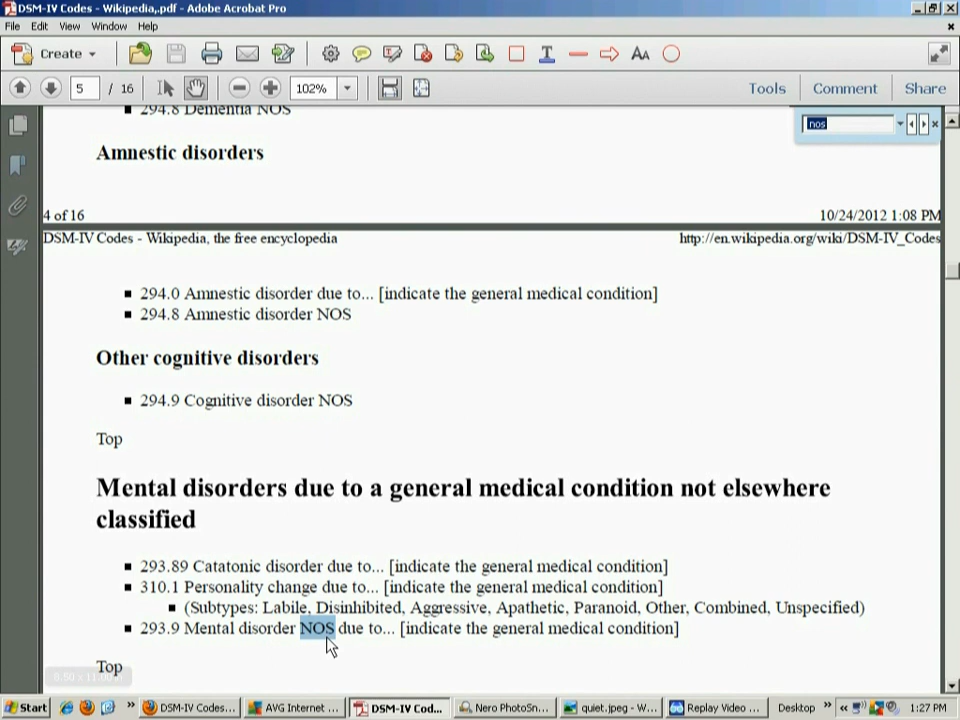 DSM-IV Codes - Wikipedia,.pdf - Adobe Acrobat Pro
File Edit View Window Help
Create
5 / 16 102% Tools Comment Share
nos
294.8 Dementia NOS
Amnestic disorders
4 of 16 10/24/2012 1:08 PM
DSM-IV Codes - Wikipedia, the free encyclopedia http://en.wikipedia.org/wiki/DSM-IV_Codes
294.0 Amnestic disorder due to... [indicate the general medical condition]
294.8 Amnestic disorder NOS
Other cognitive disorders
294.9 Cognitive disorder NOS
Top
Mental disorders due to a general medical condition not elsewhere
classified
293.89 Catatonic disorder due to... [indicate the general medical condition]
310.1 Personality change due to... [indicate the general medical condition]
(Subtypes: Labile, Disinhibited, Aggressive, Apathetic, Paranoid, Other, Combined, Unspecified)
293.9 Mental disorder NOS due to... [indicate the general medical condition]
Top
8.50 x 11.00 in
Start DSM-IV Codes... AVG Internet ... DSM-IV Cod... Nero PhotoSn... quiet.jpeg - W... Replay Video ... Desktop 1:27 PM